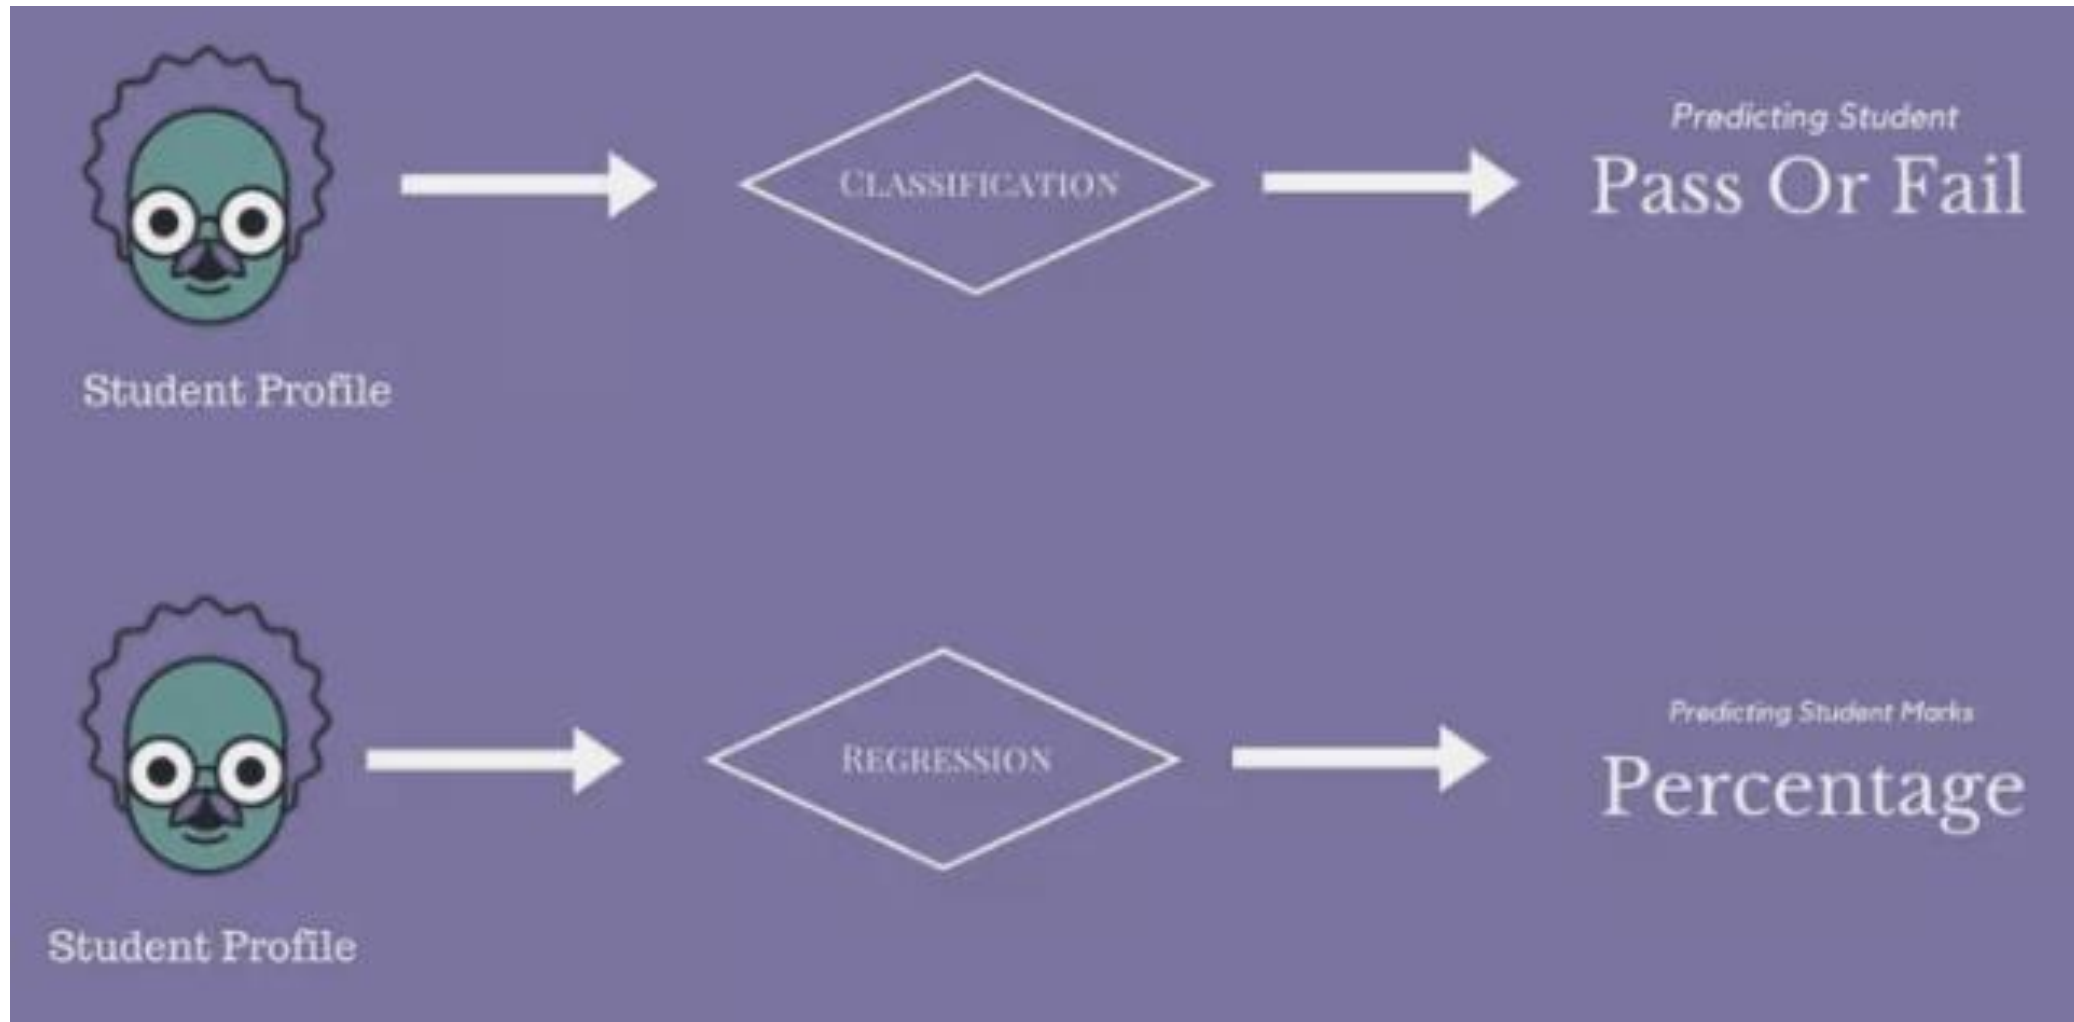 Predicting Student
Pass Or Fail
CLASSIFICATION
Student Profile
Predicting Student Marks
Percentage
REGRESSION
Student Profile